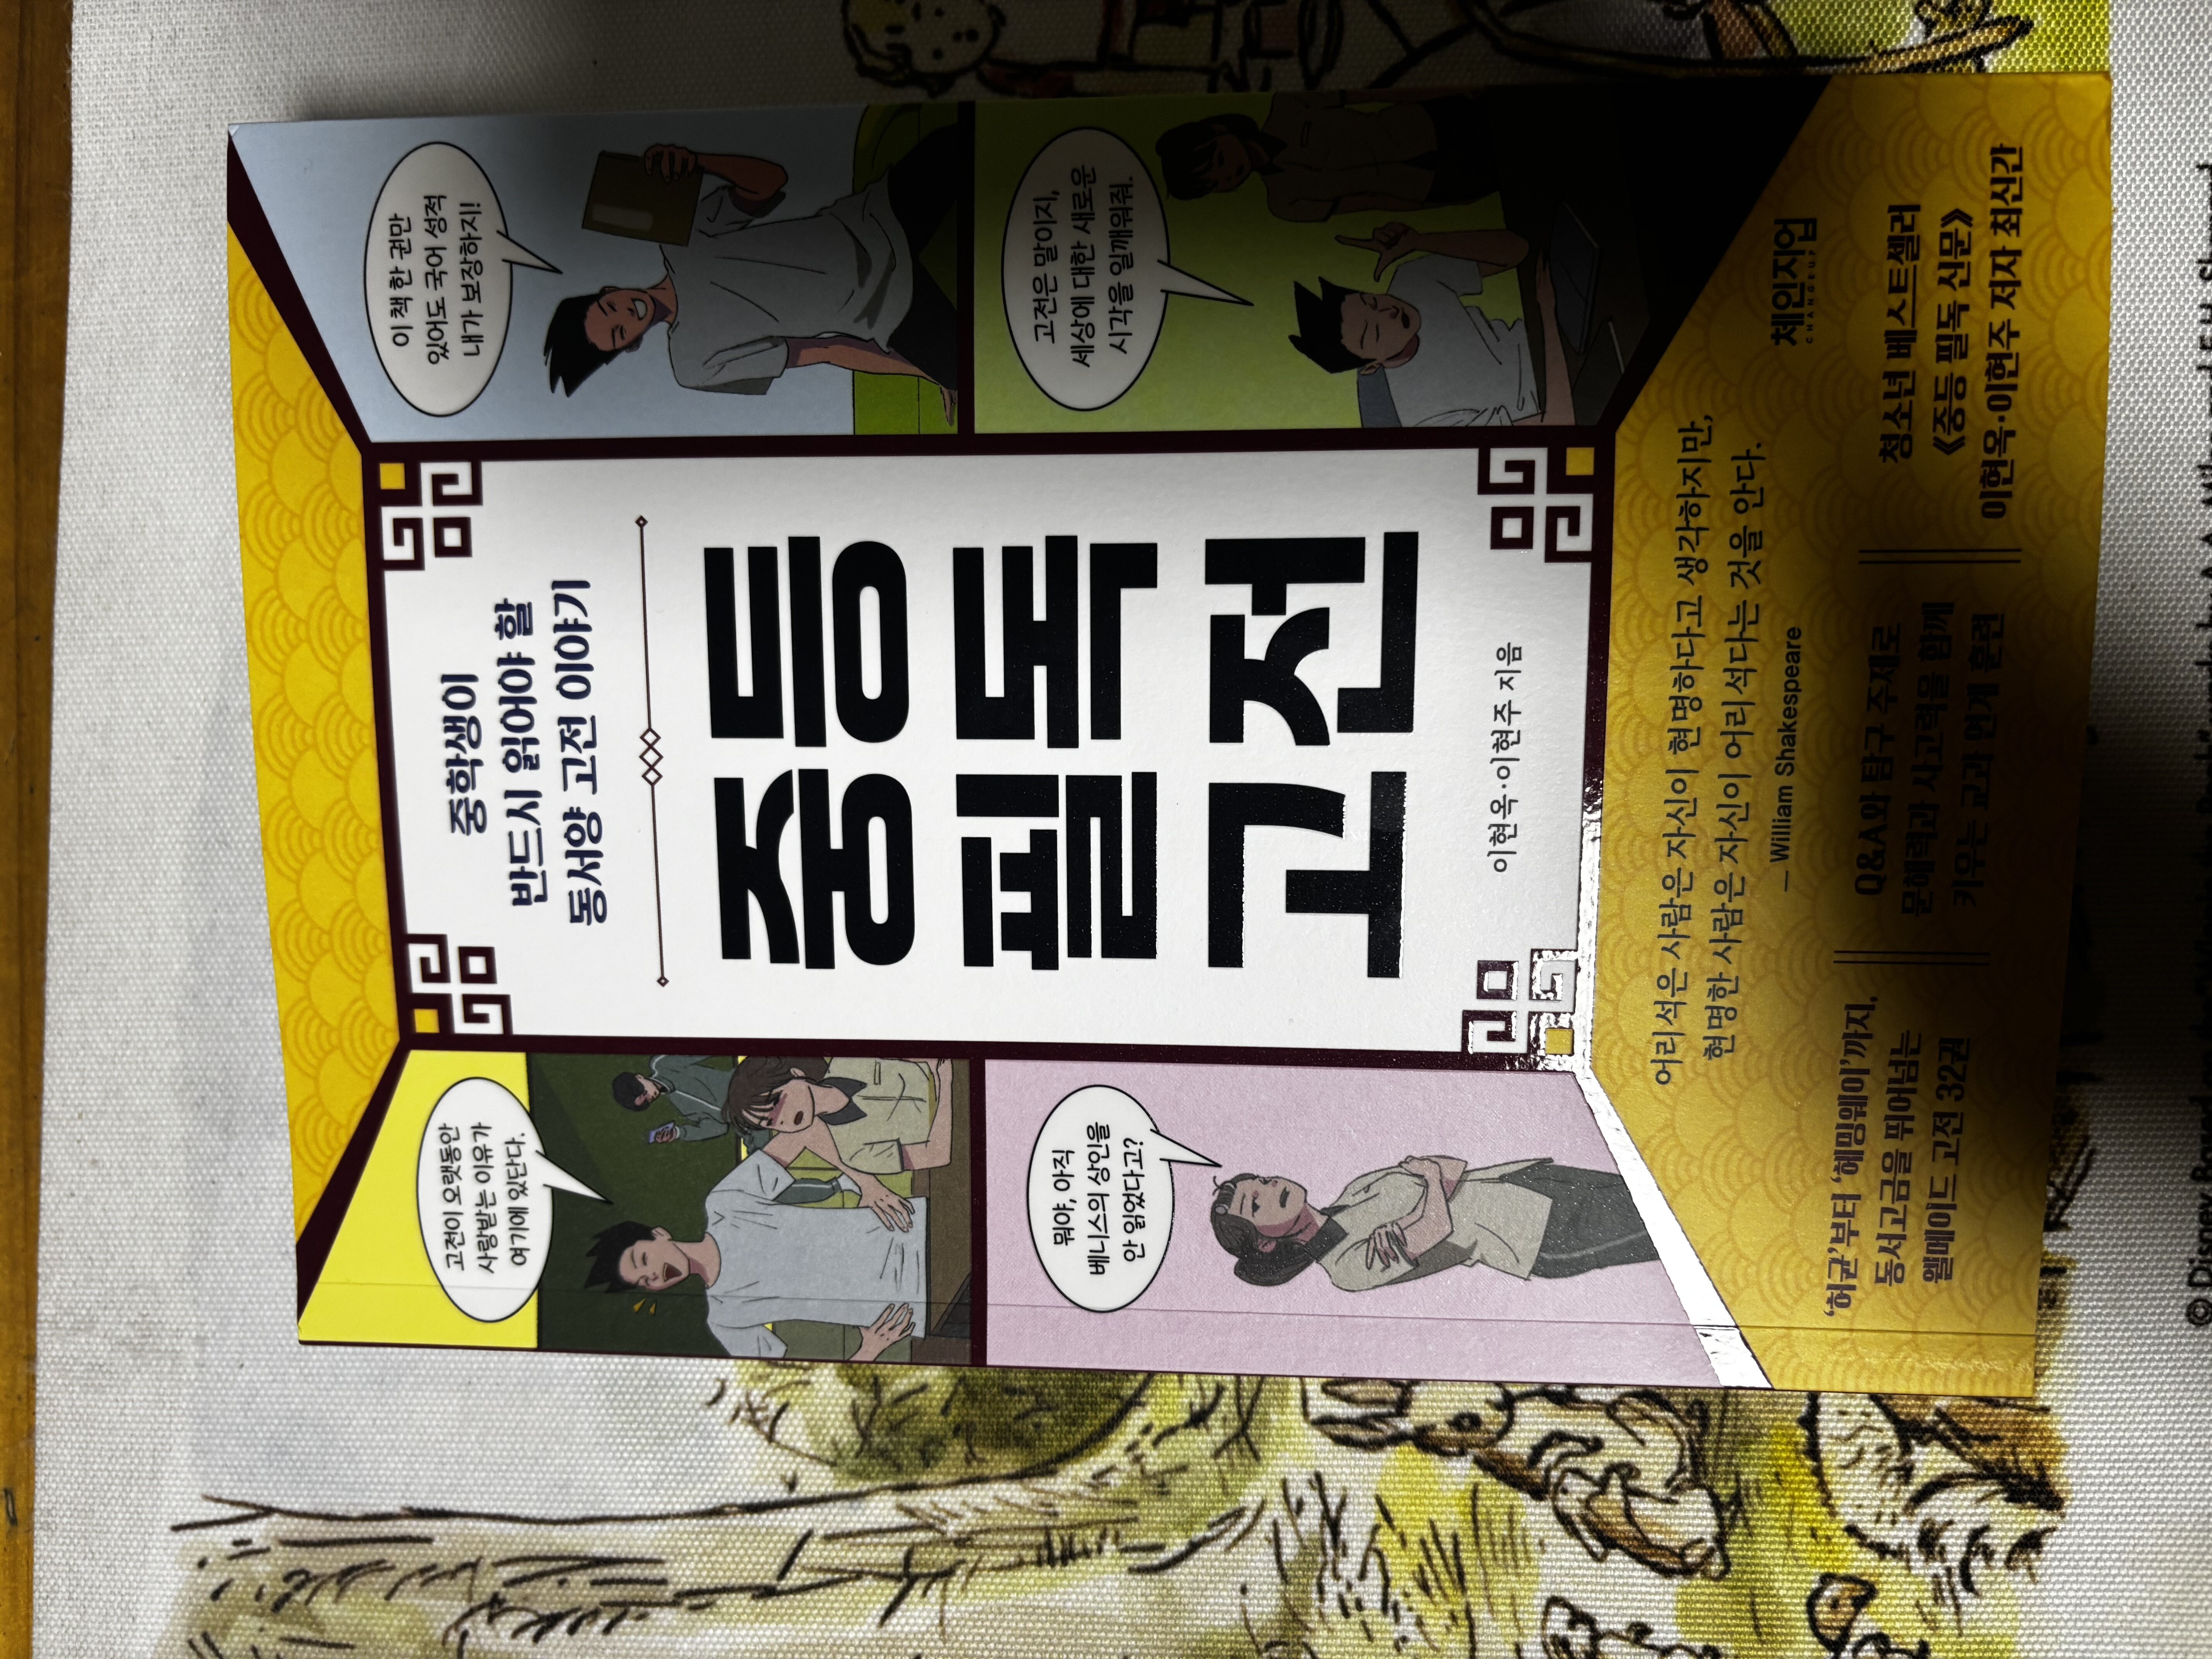 중학생이
반드시 읽어야 할
동서양 고전 이야기
중등
필독
고전
이현옥·이현주 지음
고전이 오랫동안
사랑받는 이유가
여기에 있단다.
이 책 한 권만
있어도 국어 성적
내가 보장하지!
뭐야, 아직
베니스의 상인을
안 읽었다고?
고전은 말이지,
세상에 대한 새로운
시각을 일깨워줘.
어리석은 사람은 자신이 현명하다고 생각하지만,
현명한 사람은 자신이 어리석다는 것을 안다.
— William Shakespeare
체인지업
CHANGEUP
‘허균’부터 ‘헤밍웨이’까지,
동서고금을 뛰어넘는
웰메이드 고전 32권
Q&A와 탐구 주제로
문해력과 사고력을 함께
키우는 교과 연계 훈련
청소년 베스트셀러
《중등 필독 신문》
이현옥·이현주 저자 최신간